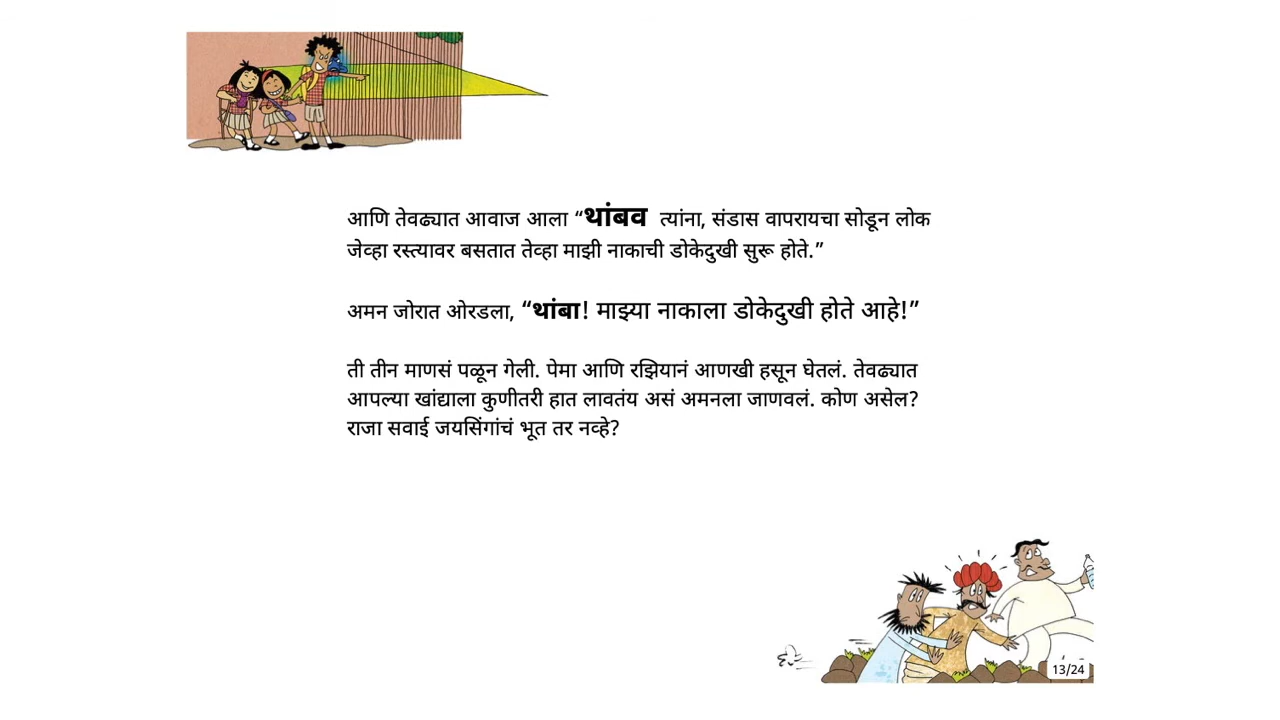 आणि तेवढ्यात आवाज आला “थांबव त्यांना, संडास वापरायचा सोडून लोक
जेव्हा रस्त्यावर बसतात तेव्हा माझी नाकाची डोकेदुखी सुरू होते.”
अमन जोरात ओरडला, “थांबा! माझ्या नाकाला डोकेदुखी होते आहे!”
ती तीन माणसं पळून गेली. पेमा आणि रझियानं आणखी हसून घेतलं. तेवढ्यात
आपल्या खांद्याला कुणीतरी हात लावतंय असं अमनला जाणवलं. कोण असेल?
राजा सवाई जयसिंगांचं भूत तर नव्हे?
13/24